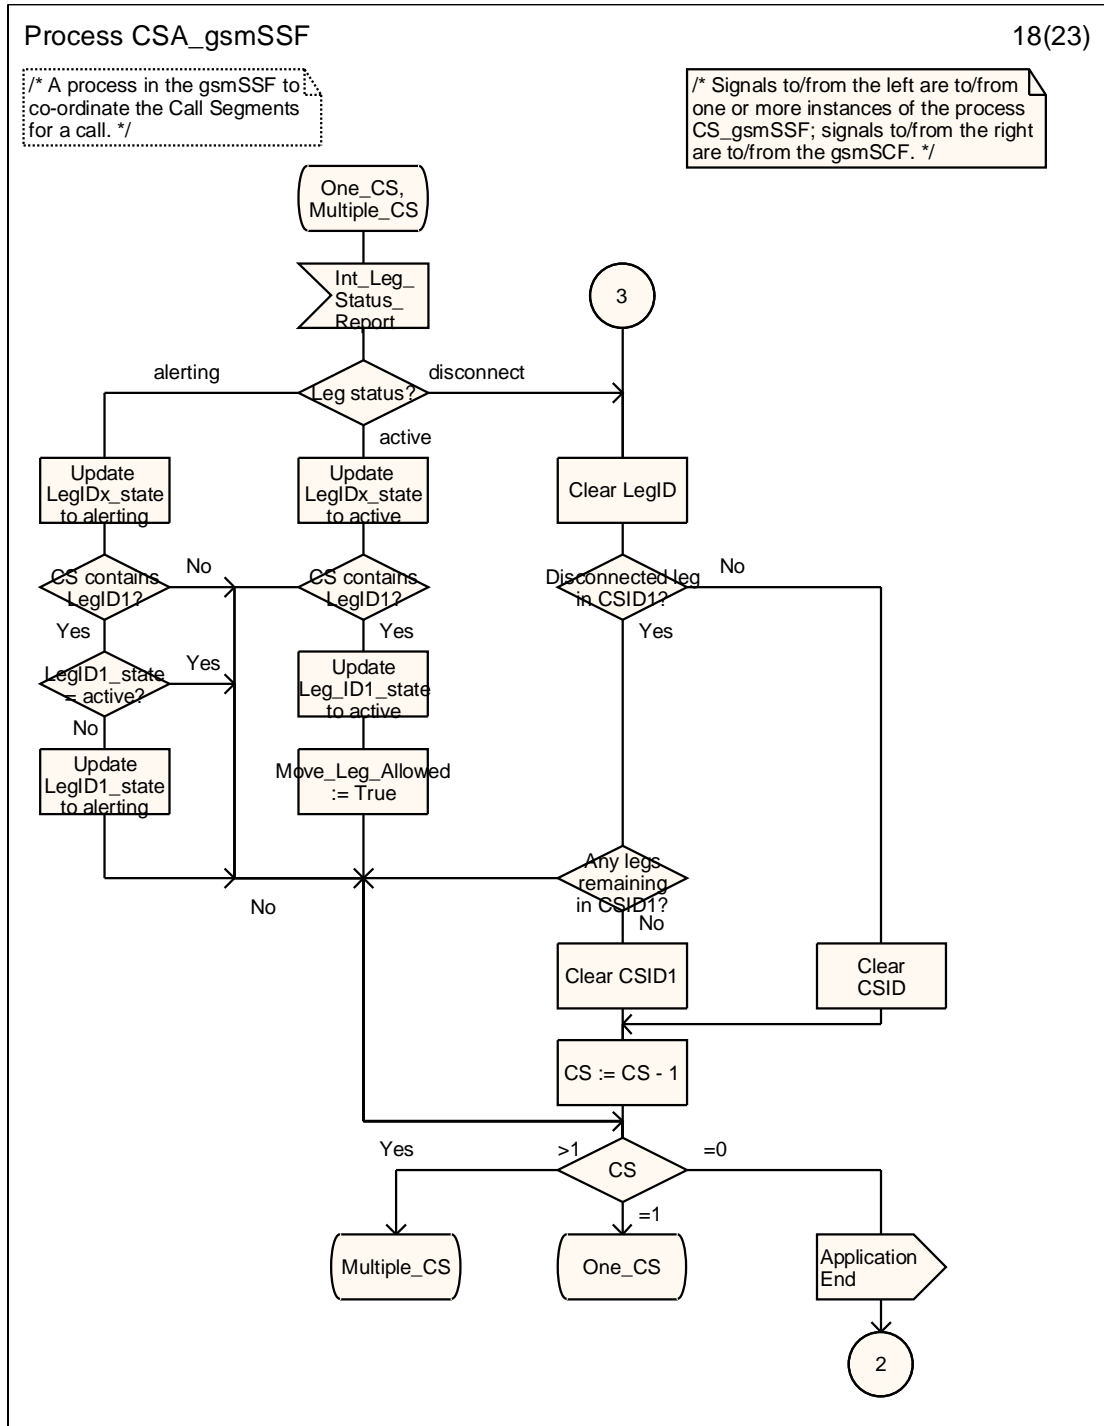 Process CSA_gsmSSF
18(23)
/* A process in the gsmSSF to
co-ordinate the Call Segments
for a call. */
/* Signals to/from the left are to/from
one or more instances of the process
CS_gsmSSF; signals to/from the right
are to/from the gsmSCF. */
One_CS,
Multiple_CS
Int_Leg_
Status_
Report
3
alerting
Leg status?
disconnect
active
Update
LegIDx_state
to alerting
Update
LegIDx_state
to active
Clear LegID
CS contains
LegID1?
No
CS contains
LegID1?
Disconnected leg
in CSID1?
No
Yes
Yes
Yes
LegID1_state
= active?
Yes
Update
Leg_ID1_state
to active
No
Update
LegID1_state
to alerting
Move_Leg_Allowed
:= True
Any legs
remaining
in CSID1?
No
No
Clear CSID1
Clear
CSID
CS := CS - 1
Yes
>1
CS
=0
=1
Multiple_CS
One_CS
Application
End
2